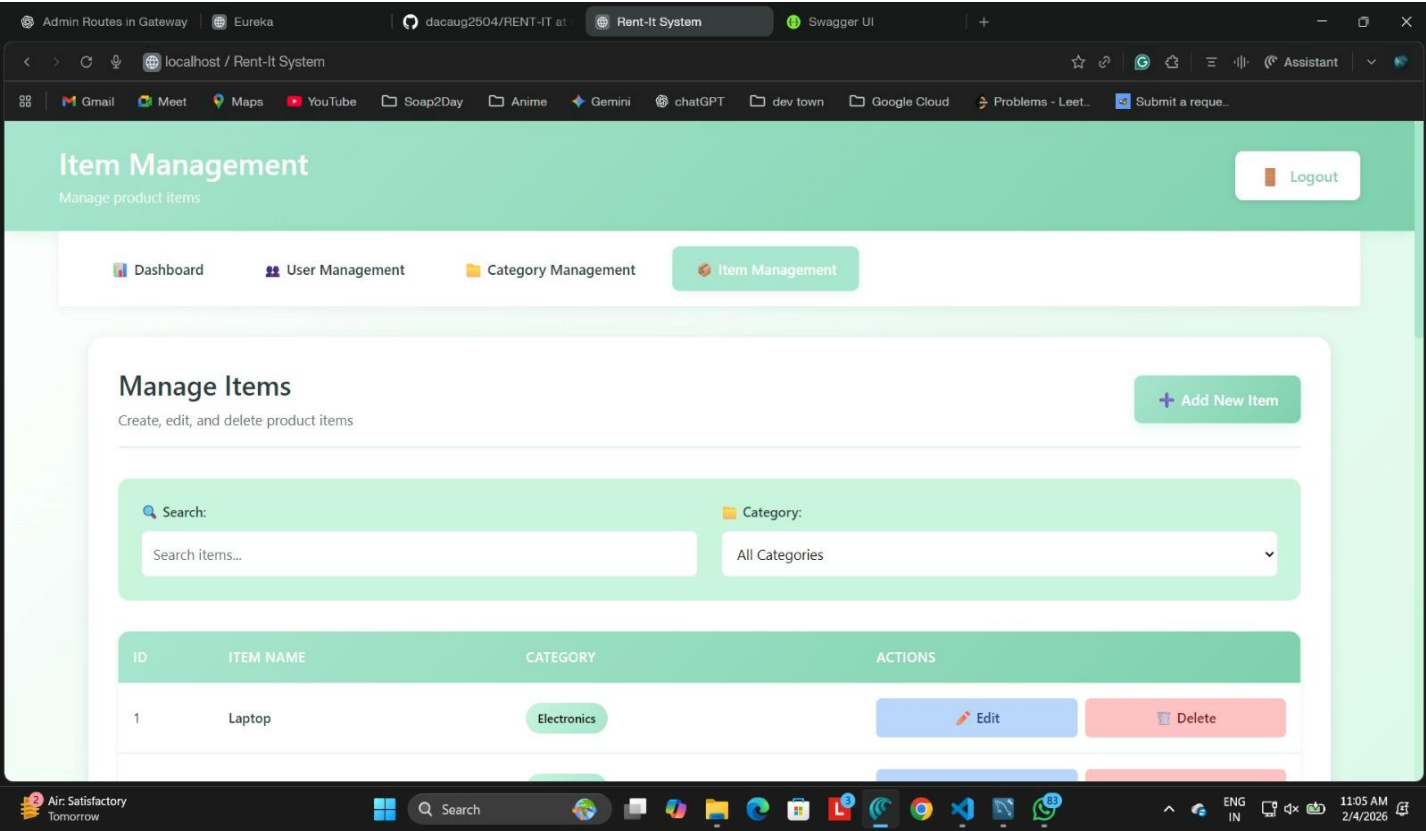 Admin Routes in Gateway
Eureka
dacaug2504/RENT-IT at
Rent-It System
Swagger UI
localhost / Rent-It System
Assistant
Gmail
Meet
Maps
YouTube
Soap2Day
Anime
Gemini
chatGPT
dev town
Google Cloud
Problems - Leet...
Submit a reque...
Item Management
Manage product items
Logout
Dashboard
User Management
Category Management
Item Management
Manage Items
Create, edit, and delete product items
Add New Item
Search:
Category:
Search items...
All Categories
ID ITEM NAME CATEGORY ACTIONS
1 Laptop Electronics Edit Delete
2
Air: Satisfactory
Tomorrow
Search
3
83
ENG
IN
11:05 AM
2/4/2026